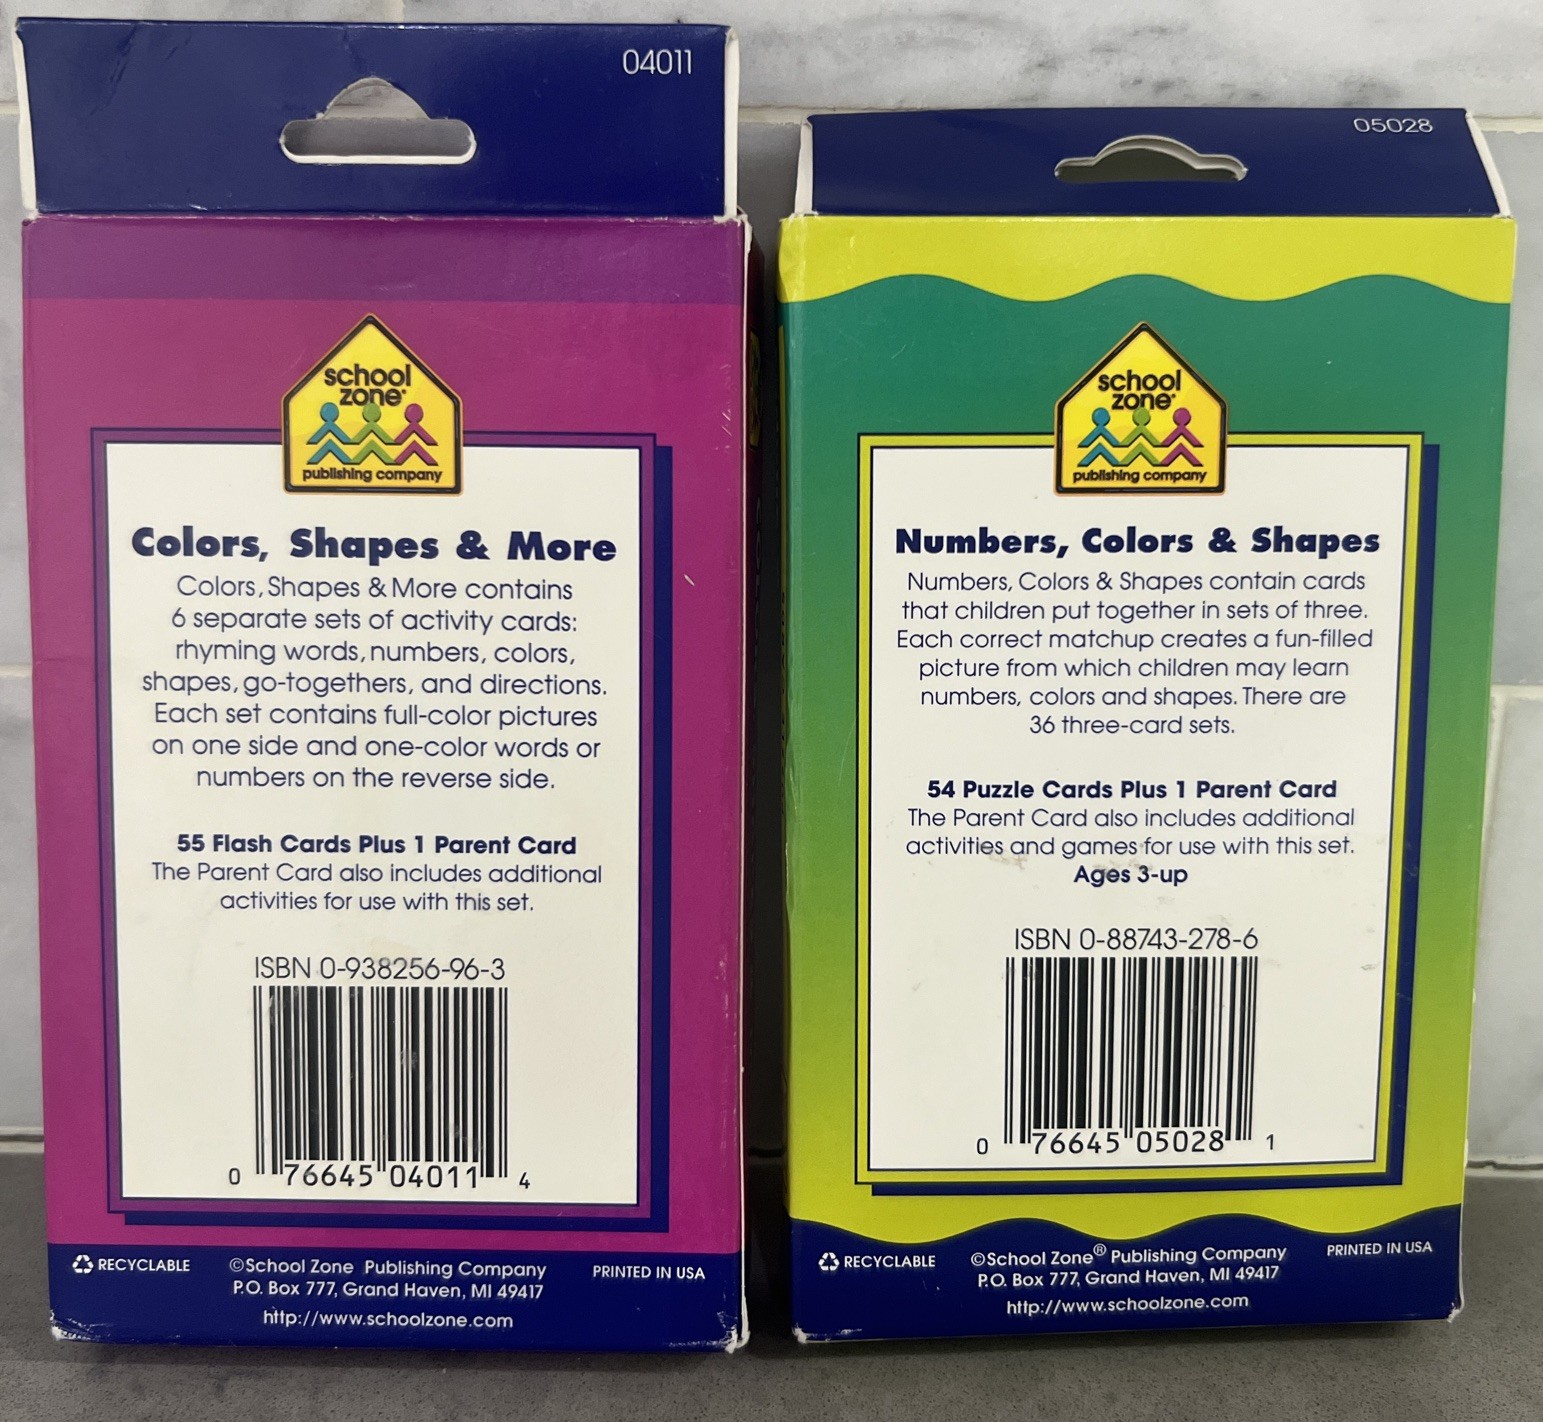 04011
school
zone®
publishing company
Colors, Shapes & More
Colors, Shapes & More contains
6 separate sets of activity cards:
rhyming words, numbers, colors,
shapes, go-togethers, and directions.
Each set contains full-color pictures
on one side and one-color words or
numbers on the reverse side.
55 Flash Cards Plus 1 Parent Card
The Parent Card also includes additional
activities for use with this set.
ISBN 0-938256-96-3
0 76645 04011 4
RECYCLABLE
©School Zone Publishing Company
P.O. Box 777, Grand Haven, MI 49417
http://www.schoolzone.com
PRINTED IN USA
05028
school
zone®
publishing company
Numbers, Colors & Shapes
Numbers, Colors & Shapes contain cards
that children put together in sets of three.
Each correct matchup creates a fun-filled
picture from which children may learn
numbers, colors and shapes. There are
36 three-card sets.
54 Puzzle Cards Plus 1 Parent Card
The Parent Card also includes additional
activities and games for use with this set.
Ages 3-up
ISBN 0-88743-278-6
0 76645 05028 1
RECYCLABLE
©School Zone® Publishing Company
P.O. Box 777, Grand Haven, MI 49417
http://www.schoolzone.com
PRINTED IN USA